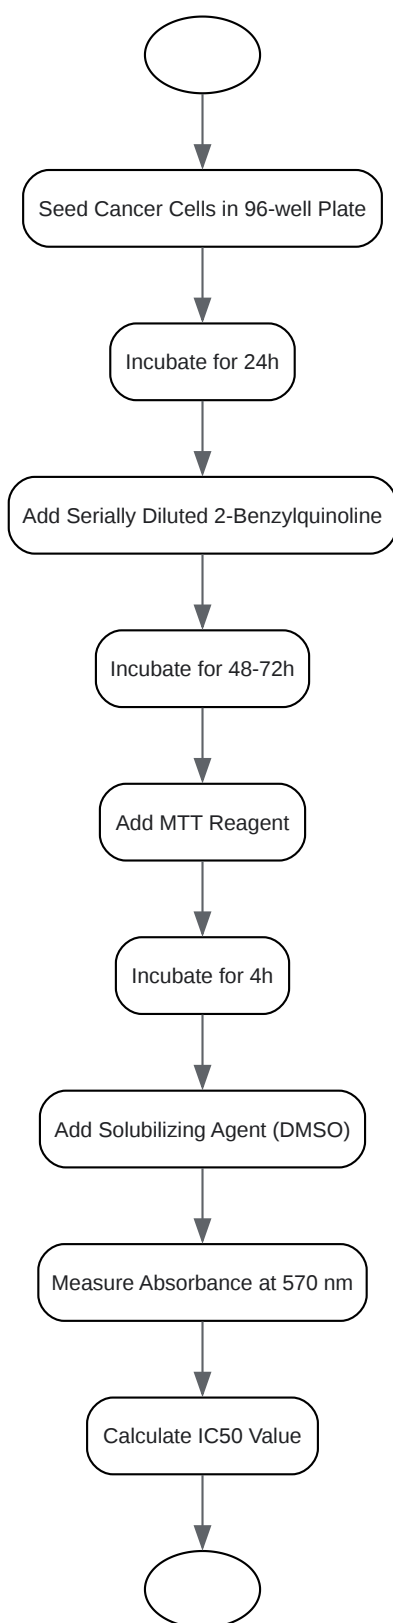 Seed Cancer Cells in 96-well Plate
Incubate for 24h
Add Serially Diluted 2-Benzylquinoline
Incubate for 48-72h
Add MTT Reagent
Incubate for 4h
Add Solubilizing Agent (DMSO)
Measure Absorbance at 570 nm
Calculate IC50 Value